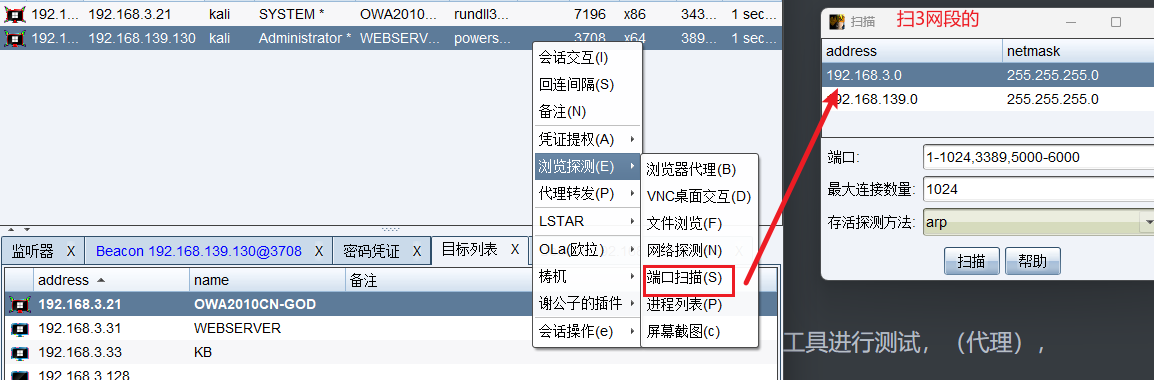 192.1... 192.168.3.21 kali SYSTEM * OWA2010... rundll3... 7196 x86 343... 1 sec...
192.1... 192.168.139.130 kali Administrator * WEBSERV... powers... 3708 x64 389... 1 sec...
会话交互(I)
回连间隔(S)
备注(N)
凭证提权(A)
浏览探测(E)
代理转发(P)
LSTAR
OLa(欧拉)
梼杌
谢公子的插件
会话操作(e)
浏览器代理(B)
VNC桌面交互(D)
文件浏览(F)
网络探测(N)
端口扫描(S)
进程列表(P)
屏幕截图(c)
监听器 X Beacon 192.168.139.130@3708 X 密码凭证 X 目标列表 X
address name 备注
192.168.3.21 OWA2010CN-GOD
192.168.3.31 WEBSERVER
192.168.3.33 KB
192.168.3.128
扫描 扫3网段的
address netmask
192.168.3.0 255.255.255.0
192.168.139.0 255.255.255.0
端口: 1-1024,3389,5000-6000
最大连接数量: 1024
存活探测方法: arp
扫描 帮助
工具进行测试，（代理），